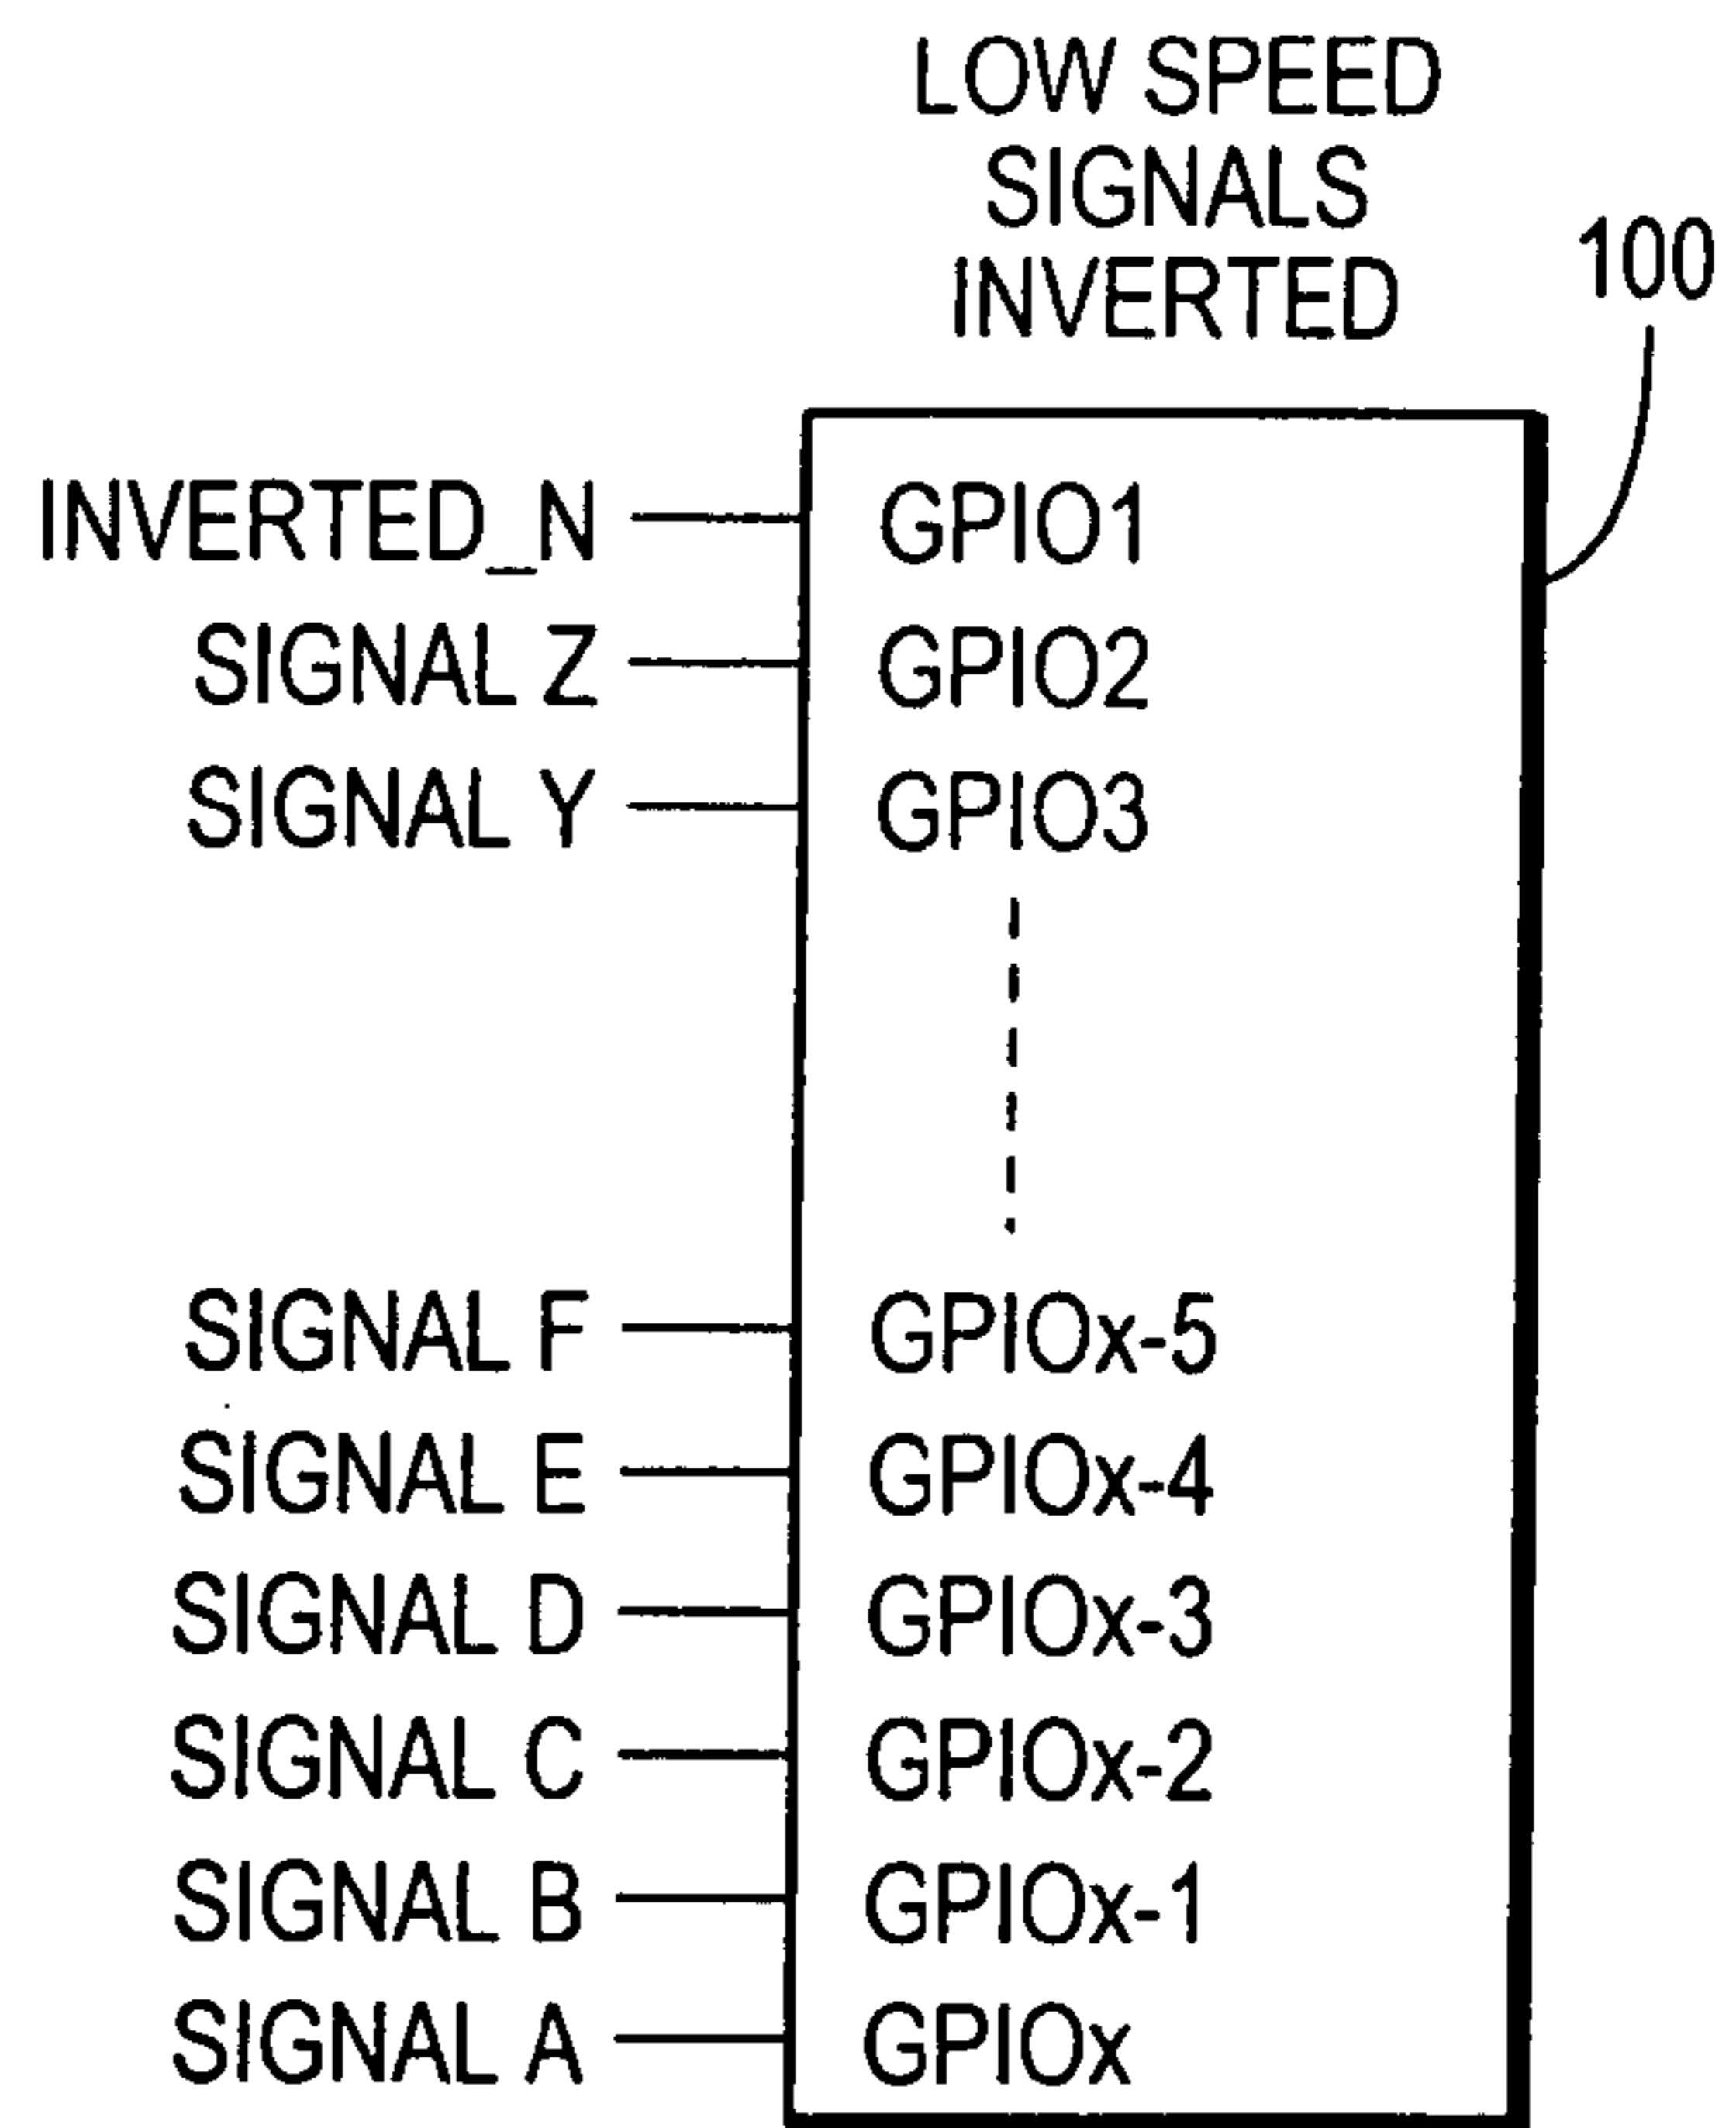 LOW SPEED
SIGNALS
INVERTED
100
INVERTED_N GPIO1
SIGNAL Z GPIO2
SIGNAL Y GPIO3
SIGNAL F GPIOx-5
SIGNAL E GPIOx-4
SIGNAL D GPIOx-3
SIGNAL C GPIOx-2
SIGNAL B GPIOx-1
SIGNAL A GPIOx